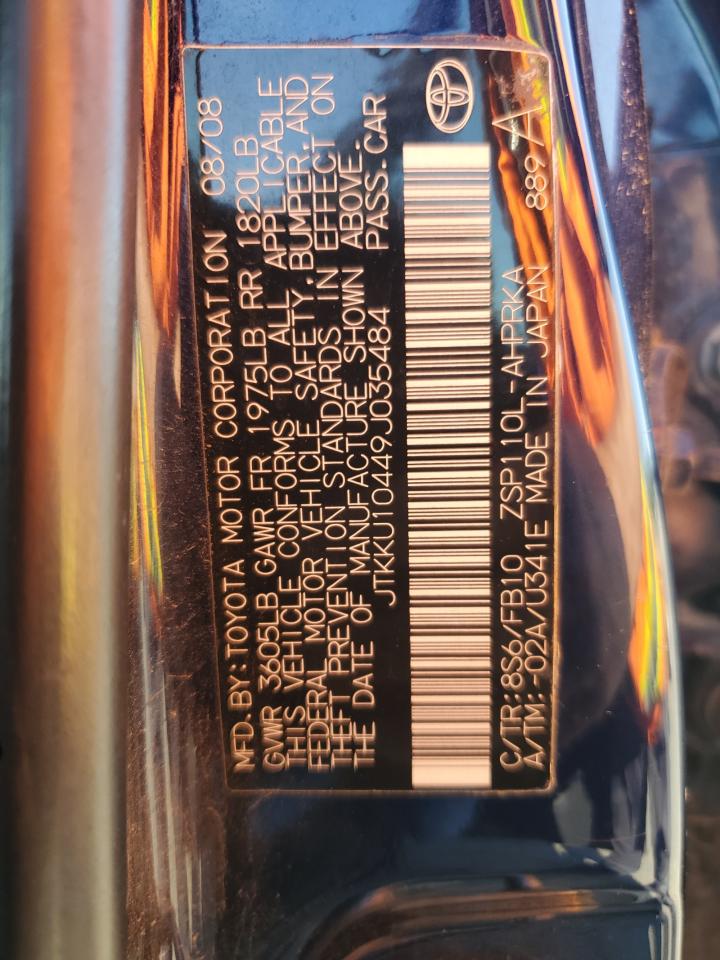 MFD.BY:TOYOTA MOTOR CORPORATION 08/08
GVWR 3605LB GAWR FR 1975LB RR 1820LB
THIS VEHICLE CONFORMS TO ALL APPLICABLE
FEDERAL MOTOR VEHICLE SAFETY,BUMPER,AND
THEFT PREVENTION STANDARDS IN EFFECT ON
THE DATE OF MANUFACTURE SHOWN ABOVE.
JTKKU10449J035484 PASS.CAR
C/TR:8S6/FB10 ZSP110L-AHPRKA 889 A
A/TM:-02A/U341E MADE IN JAPAN